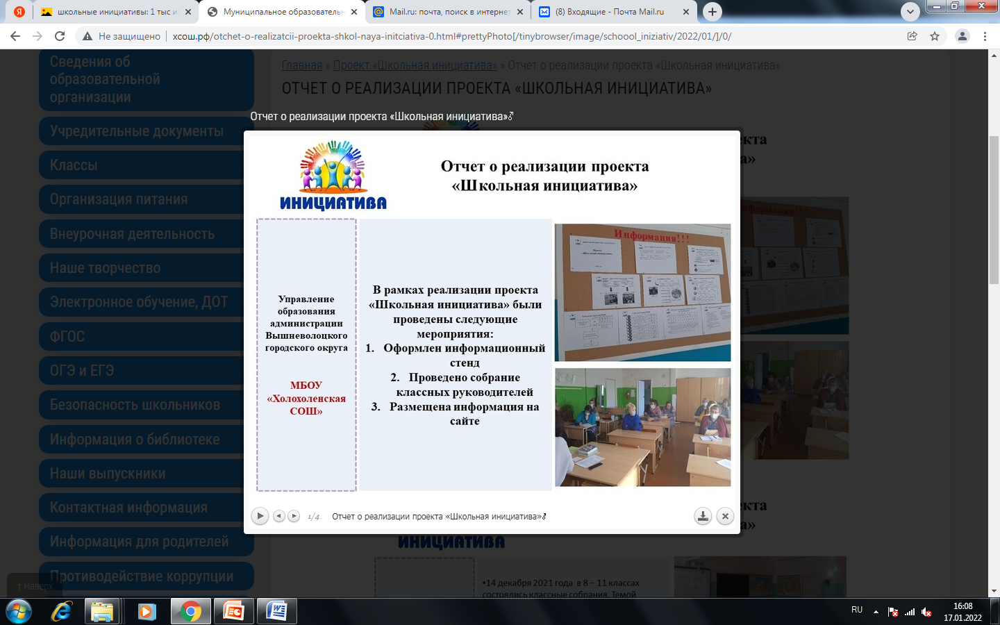 школьные инициативы: 1 тыс из
Муниципальное образовательн
Mail.ru: почта, поиск в интернет
(8) Входящие - Почта Mail.ru
Не защищено
хсош.рф/otchet-o-realizatcii-proekta-shkol-naya-initciativa-0.html#prettyPhoto[/tinybrowser/image/schoool_iniziativ/2022/01/]/0/
Сведения об
образовательной
организации
Учредительные документы
Классы
Организация питания
Внеурочная деятельность
Наше творчество
Электронное обучение, ДОТ
ФГОС
ОГЭ и ЕГЭ
Безопасность школьников
Информация о библиотеке
Наши выпускники
Контактная информация
Информация для родителей
Противодействие коррупции
↑ Наверх
Главная » Проект «Школьная инициатива» » Отчет о реализации проекта «Школьная инициатива»
ОТЧЕТ О РЕАЛИЗАЦИИ ПРОЕКТА «ШКОЛЬНАЯ ИНИЦИАТИВА»
Отчет о реализации проекта «Школьная инициатива»
ИНИЦИАТИВА
Отчет о реализации проекта
«Школьная инициатива»
Управление
образования
администрации
Вышневолоцкого
городского округа
МБОУ
«Холохоленская
СОШ»
В рамках реализации проекта
«Школьная инициатива» были
проведены следующие
мероприятия:
1. Оформлен информационный
стенд
2. Проведено собрание
классных руководителей
3. Размещена информация на
сайте
Информация!!!
1/4
Отчет о реализации проекта «Школьная инициатива»
ИНИЦИАТИВА
•14 декабря 2021 года в 8 – 11 классах
состоялись классные собрания. Темой
RU
16:08
17.01.2022